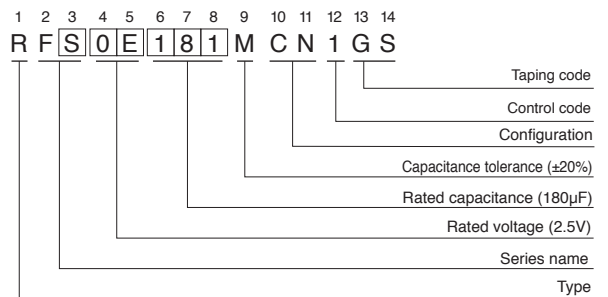 1 2 3 4 5 6 7 8 9 10 11 12 13 14
R F S 0 E 1 8 1 M C N 1 G S
Taping code
Control code
Configuration
Capacitance tolerance (±20%)
Rated capacitance (180µF)
Rated voltage (2.5V)
Series name
Type